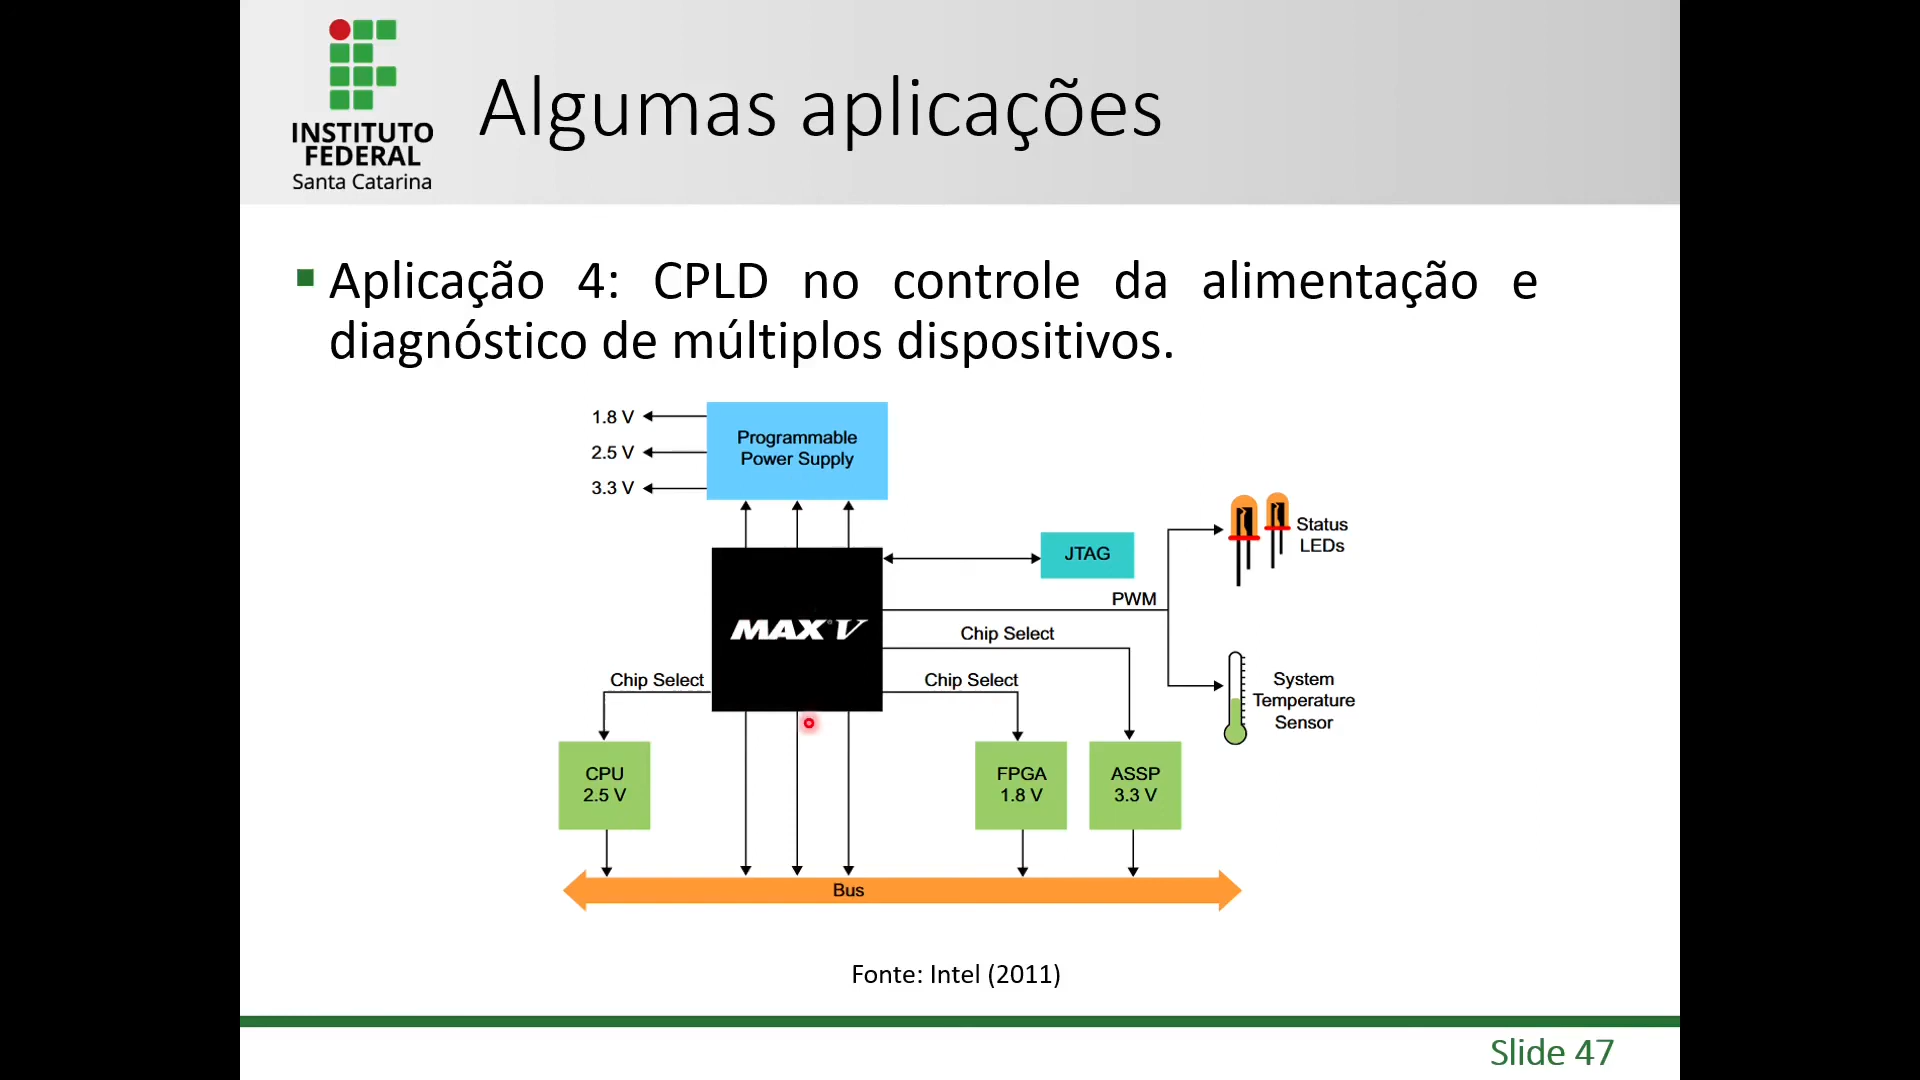 INSTITUTO
FEDERAL
Santa Catarina
Algumas aplicações
Aplicação 4: CPLD no controle da alimentação e
diagnóstico de múltiplos dispositivos.
1.8 V
2.5 V
3.3 V
Programmable
Power Supply
JTAG
Status
LEDs
PWM
MAX® V
Chip Select
Chip Select
Chip Select
System
Temperature
Sensor
CPU
2.5 V
FPGA
1.8 V
ASSP
3.3 V
Bus
Fonte: Intel (2011)
Slide 47